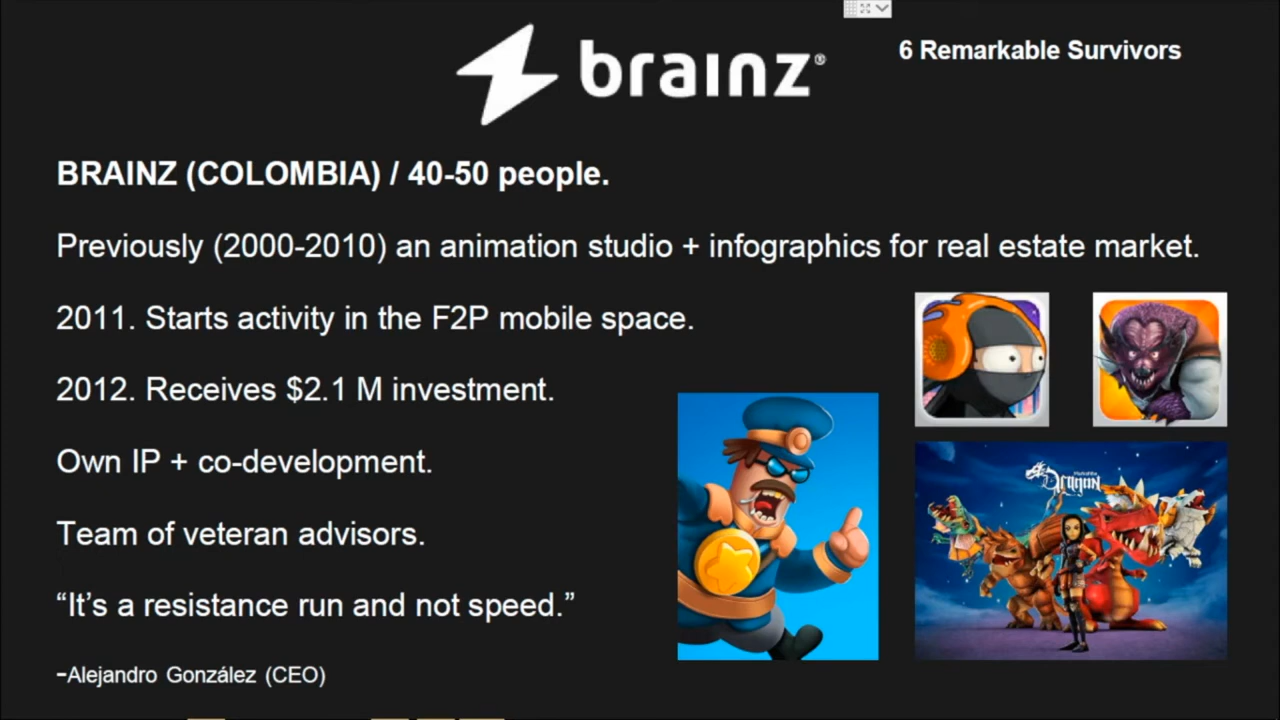 brainz®
6 Remarkable Survivors
BRAINZ (COLOMBIA) / 40-50 people.
Previously (2000-2010) an animation studio + infographics for real estate market.
2011. Starts activity in the F2P mobile space.
2012. Receives $2.1 M investment.
Own IP + co-development.
Team of veteran advisors.
“It’s a resistance run and not speed.”
-Alejandro González (CEO)
Dragon